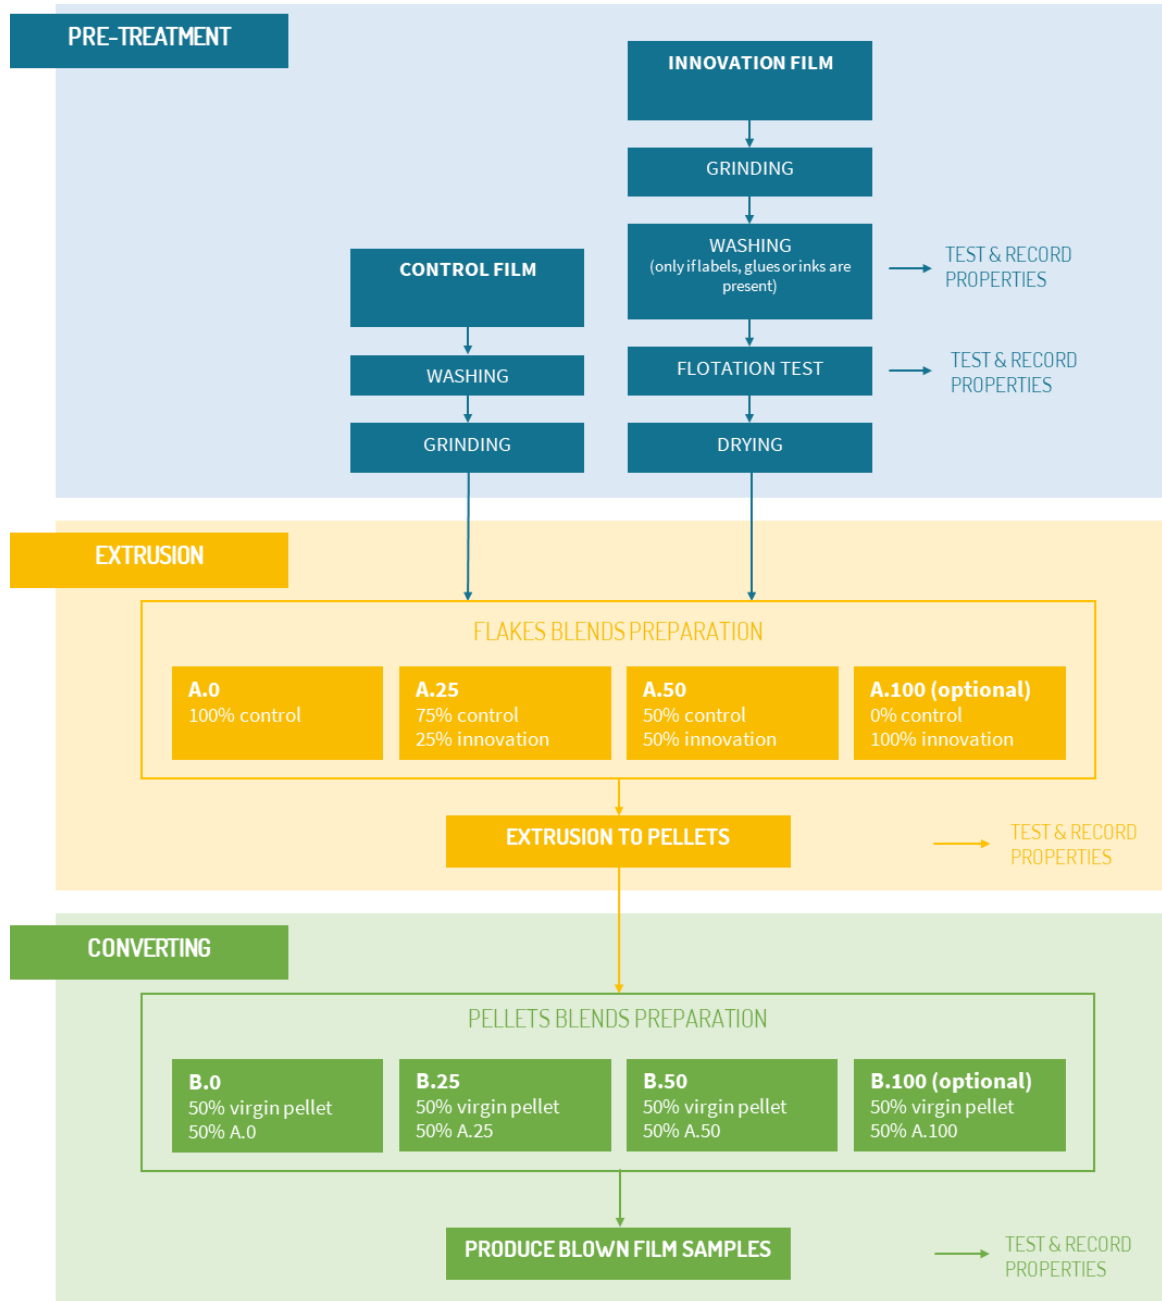 PRE-TREATMENT
INNOVATION FILM
GRINDING
WASHING
(only if labels, glues or inks are
present)
TEST & RECORD
PROPERTIES
CONTROL FILM
WASHING
GRINDING
FLOTATION TEST
TEST & RECORD
PROPERTIES
DRYING
EXTRUSION
FLAKES BLENDS PREPARATION
A.0
100% control
A.25
75% control
25% innovation
A.50
50% control
50% innovation
A.100 (optional)
0% control
100% innovation
EXTRUSION TO PELLETS
TEST & RECORD
PROPERTIES
CONVERTING
PELLETS BLENDS PREPARATION
B.0
50% virgin pellet
50% A.0
B.25
50% virgin pellet
50% A.25
B.50
50% virgin pellet
50% A.50
B.100 (optional)
50% virgin pellet
50% A.100
PRODUCE BLOWN FILM SAMPLES
TEST & RECORD
PROPERTIES